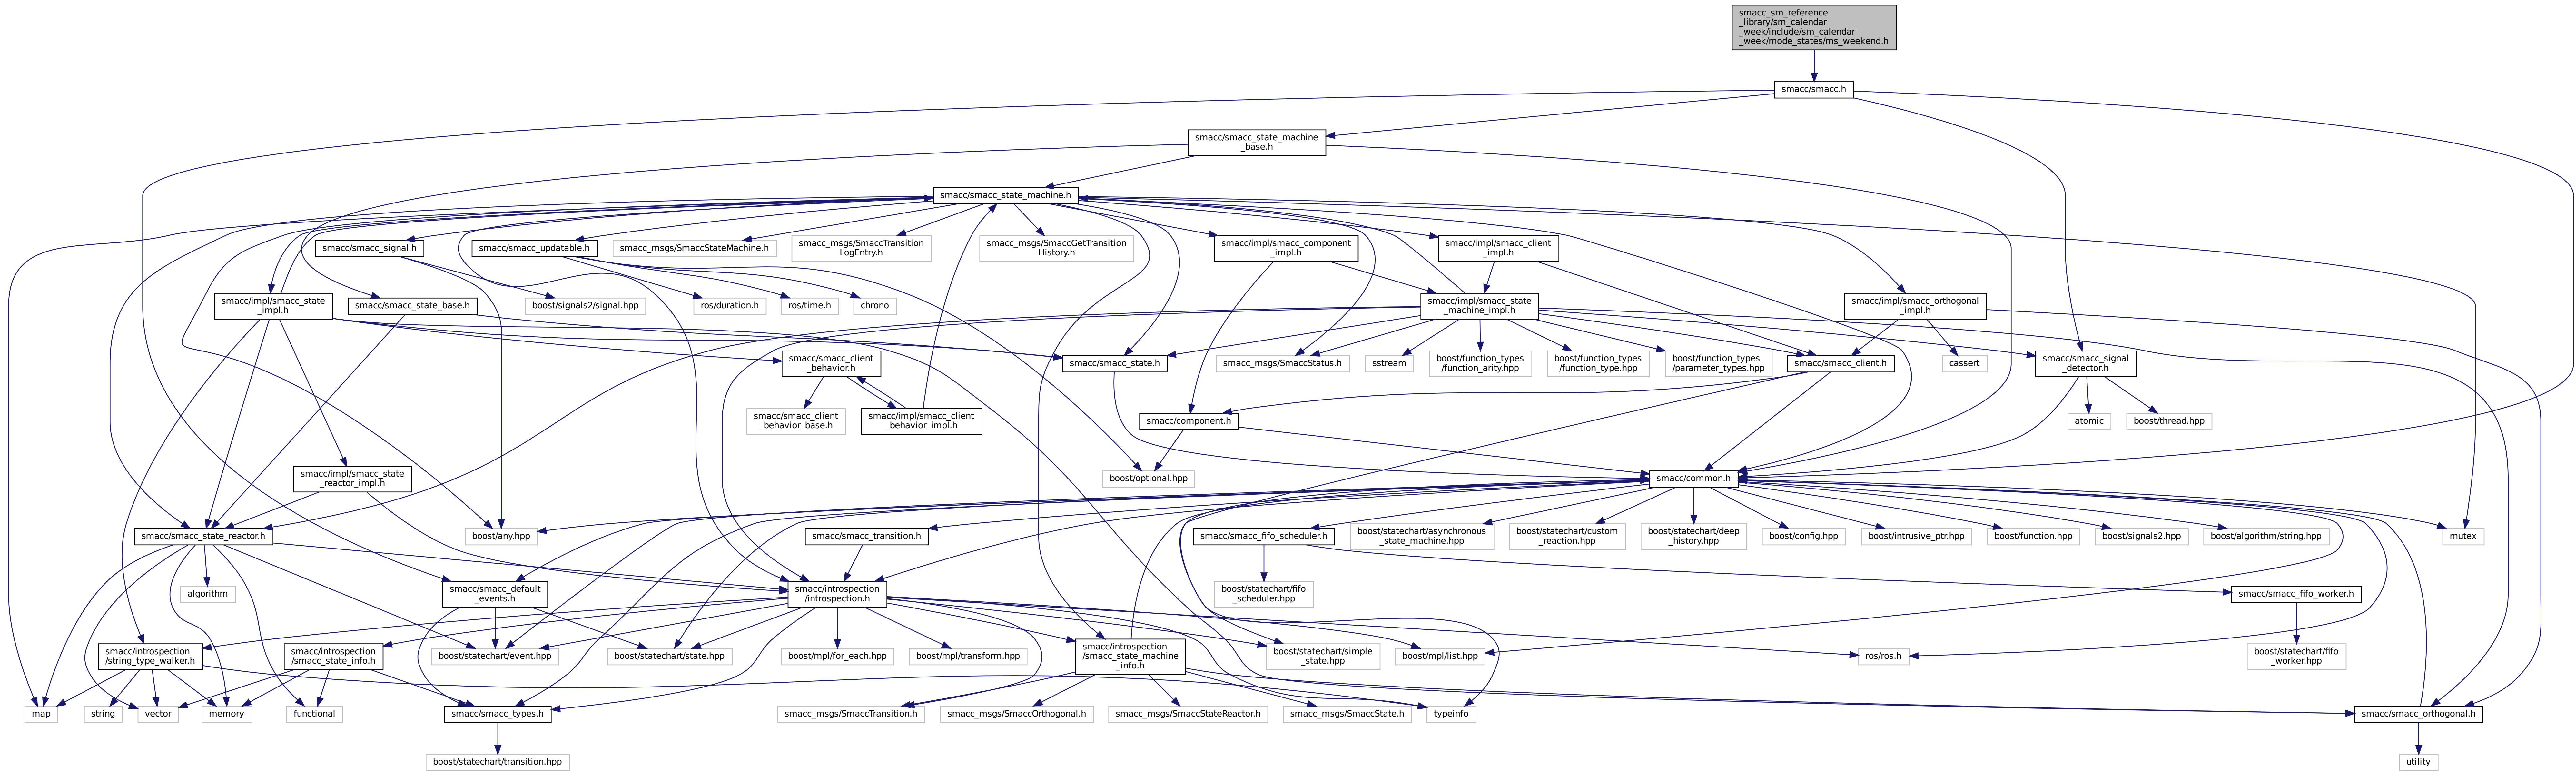 smacc_sm_reference
_library/sm_calendar
_week/include/sm_calendar
_week/mode_states/ms_weekend.h
smacc/smacc.h
smacc/smacc_state_machine
_base.h
smacc/smacc_state_machine.h
smacc/smacc_signal.h
smacc/smacc_updatable.h
smacc_msgs/SmaccStateMachine.h
smacc_msgs/SmaccTransition
LogEntry.h
smacc_msgs/SmaccGetTransition
History.h
smacc/impl/smacc_component
_impl.h
smacc/impl/smacc_client
_impl.h
smacc/impl/smacc_state
_impl.h
smacc/smacc_state_base.h
boost/signals2/signal.hpp
ros/duration.h
ros/time.h
chrono
smacc/impl/smacc_state
_machine_impl.h
smacc/impl/smacc_orthogonal
_impl.h
smacc/smacc_client
_behavior.h
smacc/smacc_state.h
smacc_msgs/SmaccStatus.h
sstream
boost/function_types
/function_arity.hpp
boost/function_types
/function_type.hpp
boost/function_types
/parameter_types.hpp
smacc/smacc_client.h
cassert
smacc/smacc_signal
_detector.h
smacc/smacc_client
_behavior_base.h
smacc/impl/smacc_client
_behavior_impl.h
smacc/component.h
atomic
boost/thread.hpp
smacc/impl/smacc_state
_reactor_impl.h
boost/optional.hpp
smacc/common.h
smacc/smacc_state_reactor.h
boost/any.hpp
smacc/smacc_transition.h
smacc/smacc_fifo_scheduler.h
boost/statechart/asynchronous
_state_machine.hpp
boost/statechart/custom
_reaction.hpp
boost/statechart/deep
_history.hpp
boost/config.hpp
boost/intrusive_ptr.hpp
boost/function.hpp
boost/signals2.hpp
boost/algorithm/string.hpp
mutex
algorithm
smacc/smacc_default
_events.h
smacc/introspection
/introspection.h
boost/statechart/fifo
_scheduler.hpp
smacc/smacc_fifo_worker.h
smacc/introspection
/string_type_walker.h
smacc/introspection
/smacc_state_info.h
boost/statechart/event.hpp
boost/statechart/state.hpp
boost/mpl/for_each.hpp
boost/mpl/transform.hpp
smacc/introspection
/smacc_state_machine
_info.h
boost/statechart/simple
_state.hpp
boost/mpl/list.hpp
ros/ros.h
boost/statechart/fifo
_worker.hpp
map
string
vector
memory
functional
smacc/smacc_types.h
smacc_msgs/SmaccTransition.h
smacc_msgs/SmaccOrthogonal.h
smacc_msgs/SmaccStateReactor.h
smacc_msgs/SmaccState.h
typeinfo
smacc/smacc_orthogonal.h
boost/statechart/transition.hpp
utility